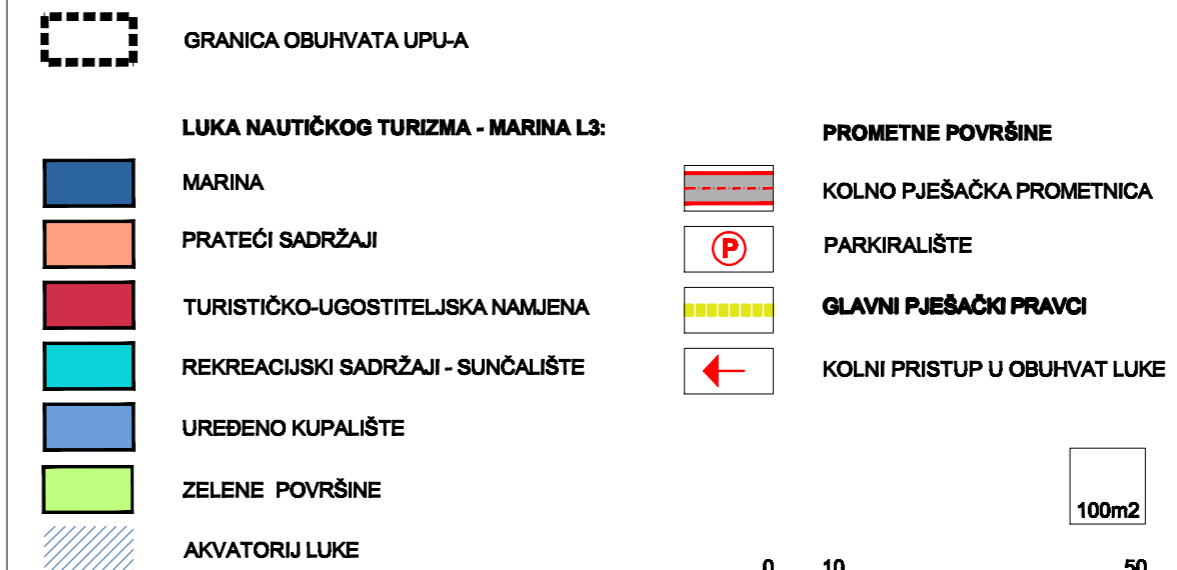 GRANICA OBUHVATA UPU-A
LUKA NAUTIČKOG TURIZMA - MARINA L3:
MARINA
PRATEĆI SADRŽAJI
TURISTIČKO-UGOSTITELJSKA NAMJENA
REKREACIJSKI SADRŽAJI - SUNČALIŠTE
UREĐENO KUPALIŠTE
ZELENE POVRŠINE
AKVATORIJ LUKE
PROMETNE POVRŠINE
KOLNO PJEŠAČKA PROMETNICA
P PARKIRALIŠTE
GLAVNI PJEŠAČKI PRAVCI
KOLNI PRISTUP U OBUHVAT LUKE
100m2
0 10 50